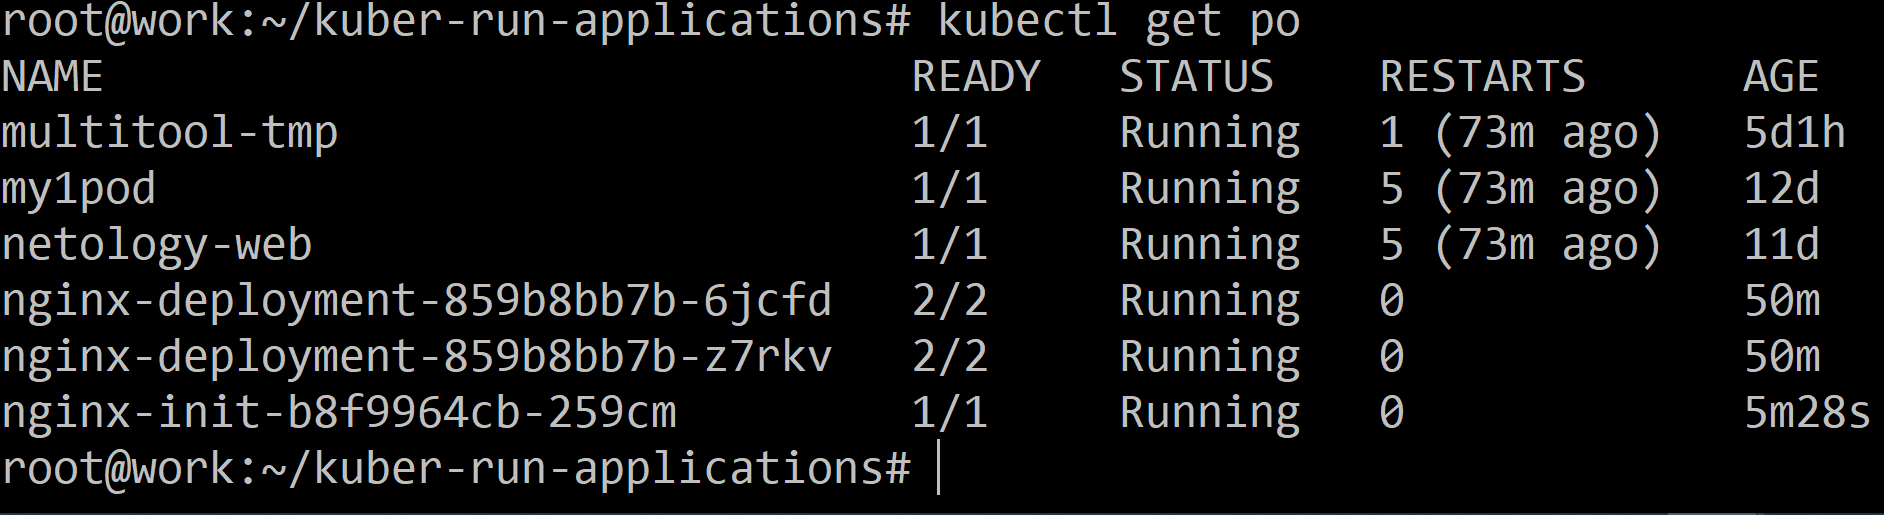 root@work:~/kuber-run-applications# kubectl get po
NAME READY STATUS RESTARTS AGE
multitool-tmp 1/1 Running 1 (73m ago) 5d1h
my1pod 1/1 Running 5 (73m ago) 12d
netology-web 1/1 Running 5 (73m ago) 11d
nginx-deployment-859b8bb7b-6jcfd 2/2 Running 0 50m
nginx-deployment-859b8bb7b-z7rkv 2/2 Running 0 50m
nginx-init-b8f9964cb-259cm 1/1 Running 0 5m28s
root@work:~/kuber-run-applications#